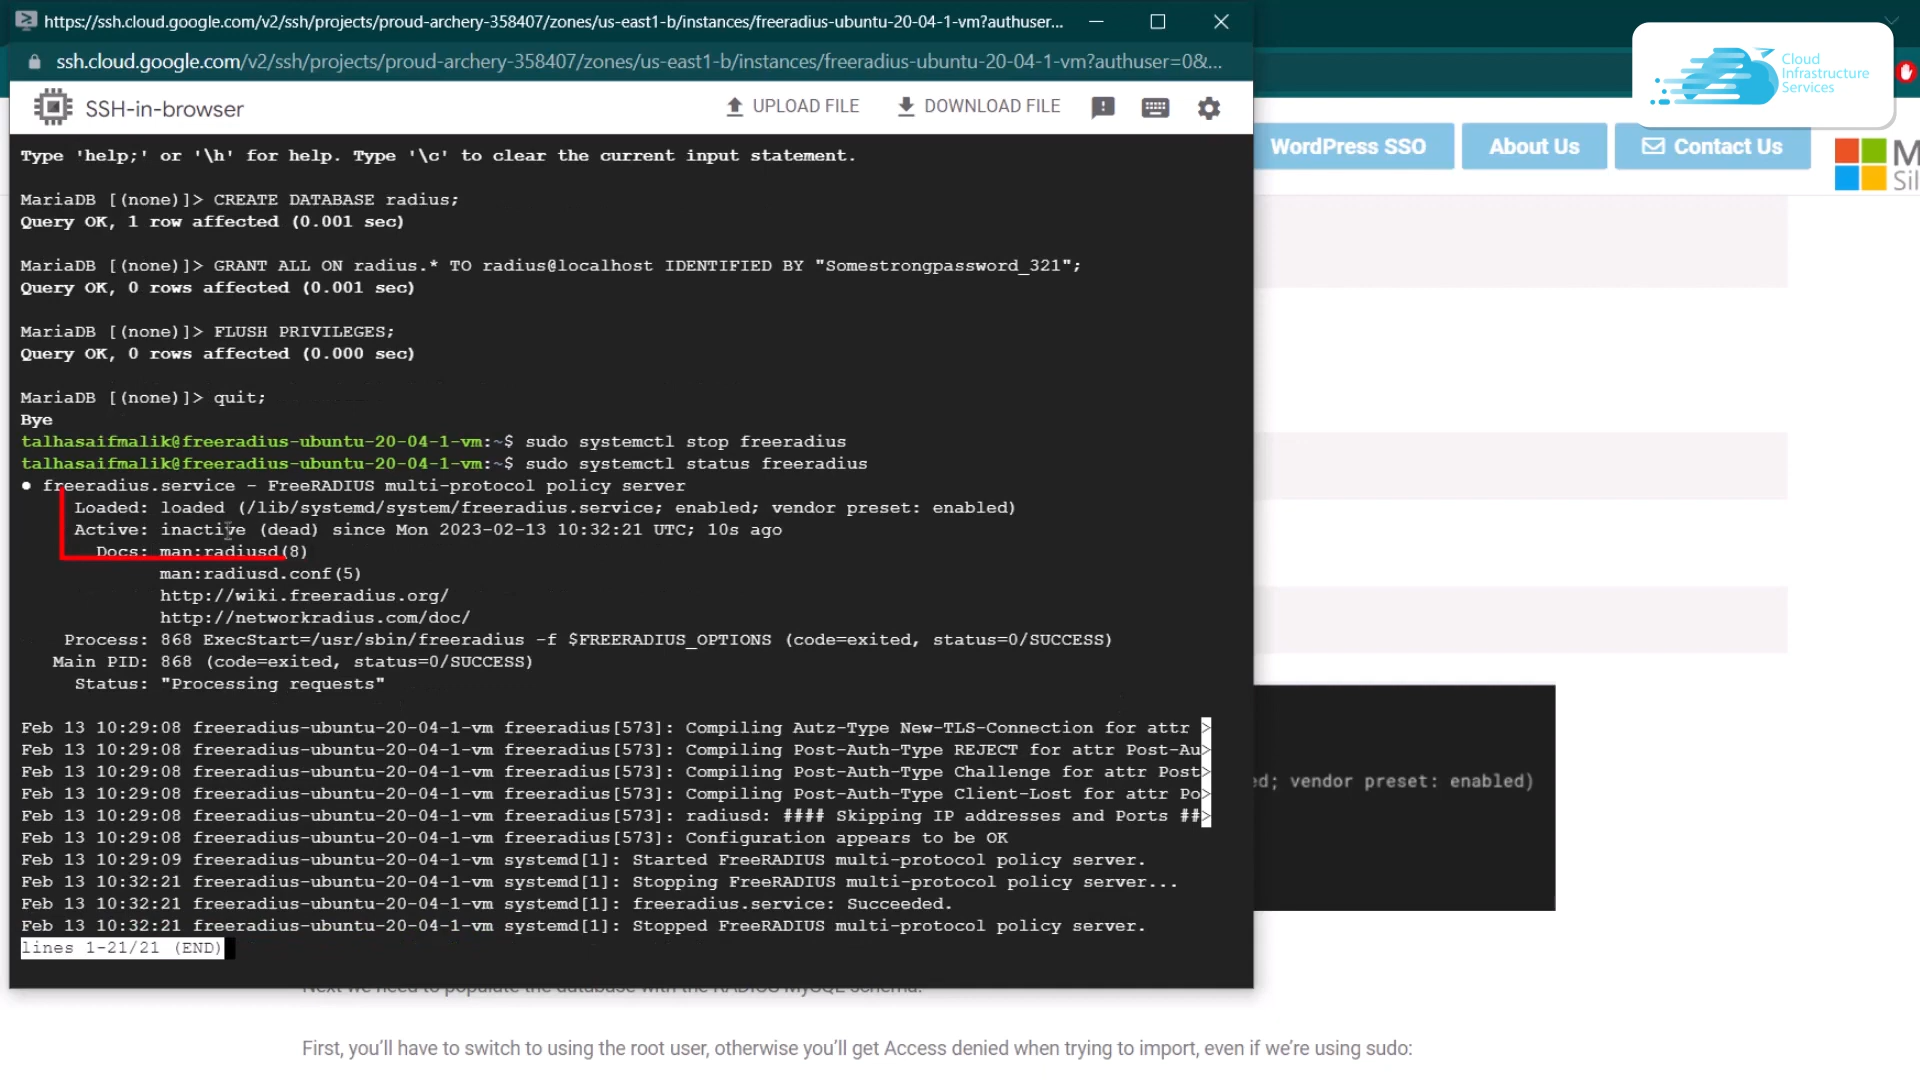 https://ssh.cloud.google.com/v2/ssh/projects/proud-archery-358407/zones/us-east1-b/instances/freeradius-ubuntu-20-04-1-vm?authuser...
ssh.cloud.google.com/v2/ssh/projects/proud-archery-358407/zones/us-east1-b/instances/freeradius-ubuntu-20-04-1-vm?authuser=0&...
Cloud
Infrastructure
Services
SSH-in-browser
UPLOAD FILE
DOWNLOAD FILE
WordPress SSO
About Us
Contact Us
M
Sil
Type 'help;' or '\h' for help. Type '\c' to clear the current input statement.
MariaDB [(none)]> CREATE DATABASE radius;
Query OK, 1 row affected (0.001 sec)
MariaDB [(none)]> GRANT ALL ON radius.* TO radius@localhost IDENTIFIED BY "Somestrongpassword_321";
Query OK, 0 rows affected (0.001 sec)
MariaDB [(none)]> FLUSH PRIVILEGES;
Query OK, 0 rows affected (0.000 sec)
MariaDB [(none)]> quit;
Bye
talhasaifmalik@freeradius-ubuntu-20-04-1-vm:~$ sudo systemctl stop freeradius
talhasaifmalik@freeradius-ubuntu-20-04-1-vm:~$ sudo systemctl status freeradius
● freeradius.service - FreeRADIUS multi-protocol policy server
Loaded: loaded (/lib/systemd/system/freeradius.service; enabled; vendor preset: enabled)
Active: inactive (dead) since Mon 2023-02-13 10:32:21 UTC; 10s ago
Docs: man:radiusd(8)
man:radiusd.conf(5)
http://wiki.freeradius.org/
http://networkradius.com/doc/
Process: 868 ExecStart=/usr/sbin/freeradius -f $FREERADIUS_OPTIONS (code=exited, status=0/SUCCESS)
Main PID: 868 (code=exited, status=0/SUCCESS)
Status: "Processing requests"
Feb 13 10:29:08 freeradius-ubuntu-20-04-1-vm freeradius[573]: Compiling Autz-Type New-TLS-Connection for attr >
Feb 13 10:29:08 freeradius-ubuntu-20-04-1-vm freeradius[573]: Compiling Post-Auth-Type REJECT for attr Post-Au>
Feb 13 10:29:08 freeradius-ubuntu-20-04-1-vm freeradius[573]: Compiling Post-Auth-Type Challenge for attr Post>
Feb 13 10:29:08 freeradius-ubuntu-20-04-1-vm freeradius[573]: Compiling Post-Auth-Type Client-Lost for attr Po>
Feb 13 10:29:08 freeradius-ubuntu-20-04-1-vm freeradius[573]: radiusd: #### Skipping IP addresses and Ports ##>
Feb 13 10:29:08 freeradius-ubuntu-20-04-1-vm freeradius[573]: Configuration appears to be OK
Feb 13 10:29:09 freeradius-ubuntu-20-04-1-vm systemd[1]: Started FreeRADIUS multi-protocol policy server.
Feb 13 10:32:21 freeradius-ubuntu-20-04-1-vm systemd[1]: Stopping FreeRADIUS multi-protocol policy server...
Feb 13 10:32:21 freeradius-ubuntu-20-04-1-vm systemd[1]: freeradius.service: Succeeded.
Feb 13 10:32:21 freeradius-ubuntu-20-04-1-vm systemd[1]: Stopped FreeRADIUS multi-protocol policy server.
lines 1-21/21 (END)
ed; vendor preset: enabled)
Next we need to populate the database with the RADIUS MySQL schema.
First, you'll have to switch to using the root user, otherwise you'll get Access denied when trying to import, even if we're using sudo: